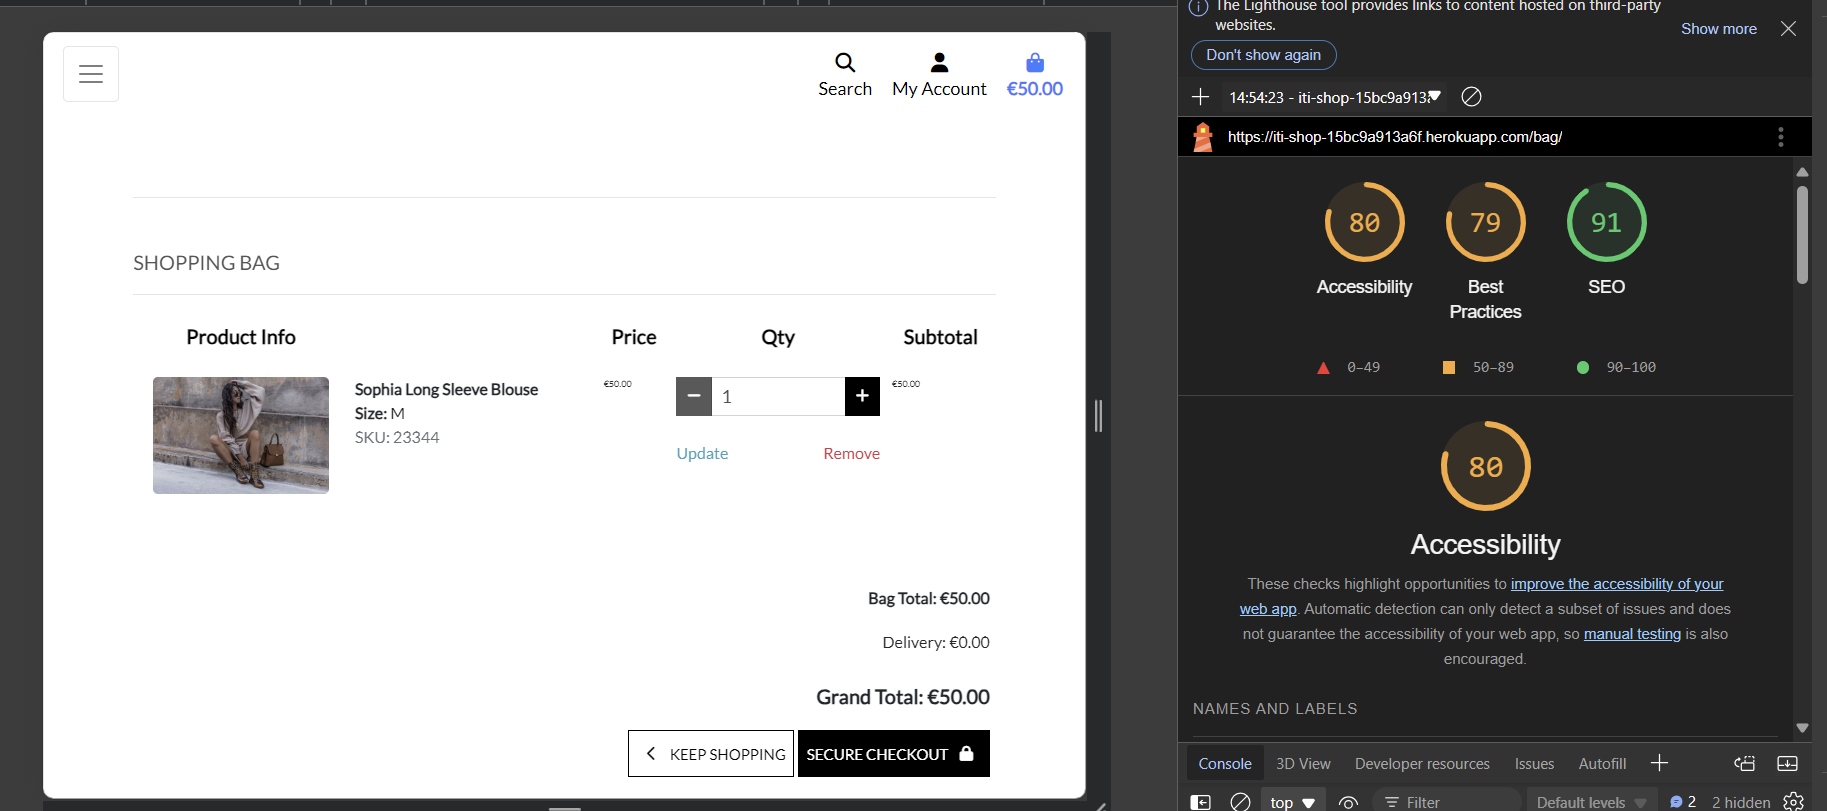 Search
My Account
€50.00
SHOPPING BAG
Product Info
Price
Qty
Subtotal
Sophia Long Sleeve Blouse
Size: M
SKU: 23344
€50.00
1
€50.00
Update
Remove
Bag Total: €50.00
Delivery: €0.00
Grand Total: €50.00
KEEP SHOPPING
SECURE CHECKOUT
The Lighthouse tool provides links to content hosted on third-party
websites.
Show more
Don't show again
14:54:23 - iti-shop-15bc9a913
https://iti-shop-15bc9a913a6f.herokuapp.com/bag/
80
79
91
Accessibility
Best
Practices
SEO
0–49
50–89
90–100
80
Accessibility
These checks highlight opportunities to improve the accessibility of your
web app. Automatic detection can only detect a subset of issues and does
not guarantee the accessibility of your web app, so manual testing is also
encouraged.
NAMES AND LABELS
Console
3D View
Developer resources
Issues
Autofill
top
Filter
Default levels
2
2 hidden